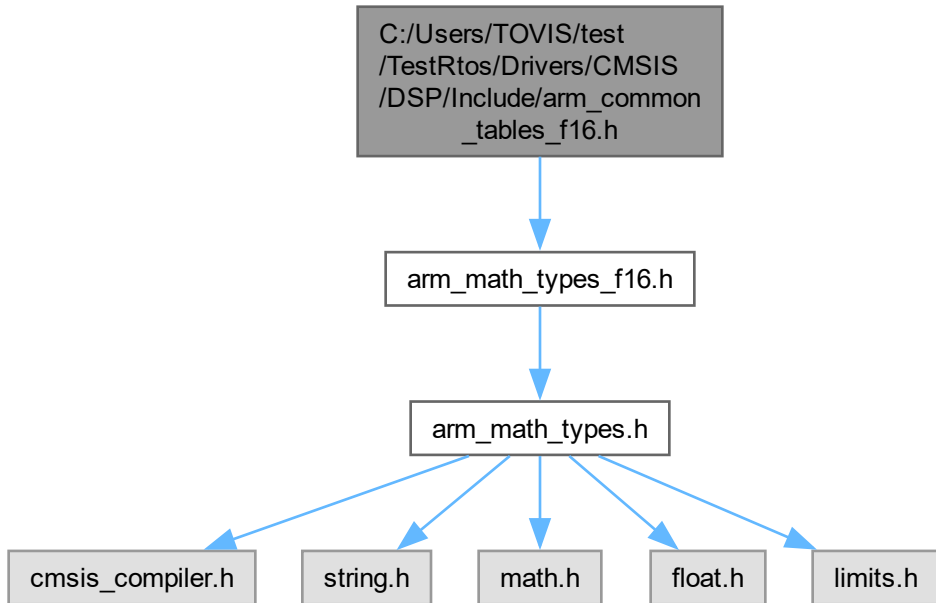 C:/Users/TOVIS/test
/TestRtos/Drivers/CMSIS
/DSP/Include/arm_common
_tables_f16.h
arm_math_types_f16.h
arm_math_types.h
cmsis_compiler.h
string.h
math.h
float.h
limits.h